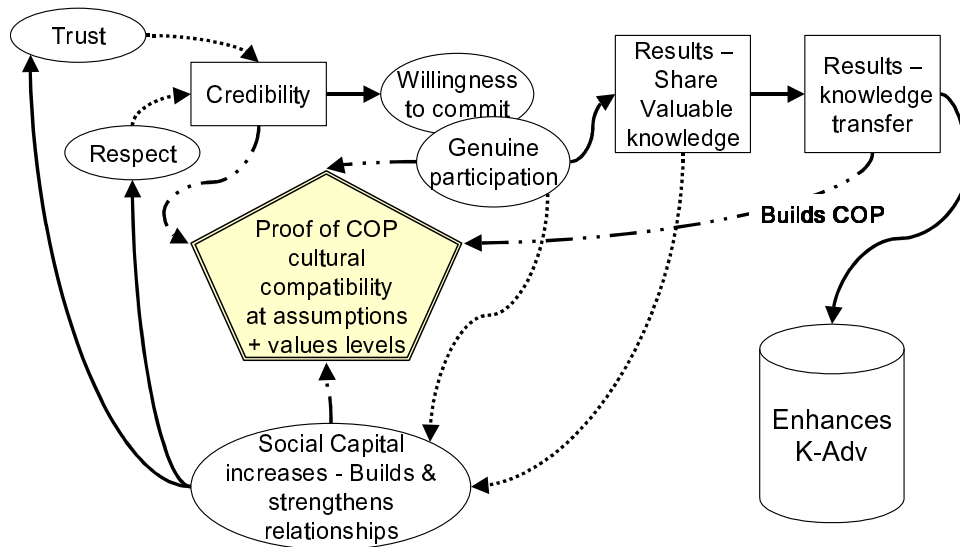 Trust
Credibility
Respect
Willingness
to commit
Genuine
participation
Results –
Share
Valuable
knowledge
Results –
knowledge
transfer
Builds COP
Proof of COP
cultural
compatibility
at assumptions
+ values levels
Social Capital
increases - Builds &
strengthens
relationships
Enhances
K-Adv